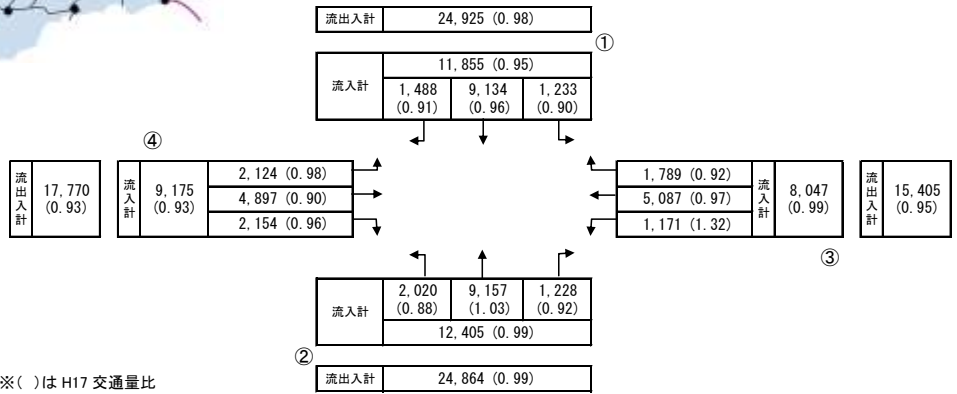 流出入計 24,925 (0.98)
①
流入計 11,855 (0.95)
1,488 9,134 1,233
(0.91) (0.96) (0.90)
④
流出入計 17,770 (0.93)
流入計 9,175 (0.93)
2,124 (0.98)
4,897 (0.90)
2,154 (0.96)
1,789 (0.92)
5,087 (0.97)
1,171 (1.32)
流入計 8,047 (0.99)
流出入計 15,405 (0.95)
③
流入計
2,020 9,157 1,228
(0.88) (1.03) (0.92)
12,405 (0.99)
②
流出入計 24,864 (0.99)
※( )は H17 交通量比